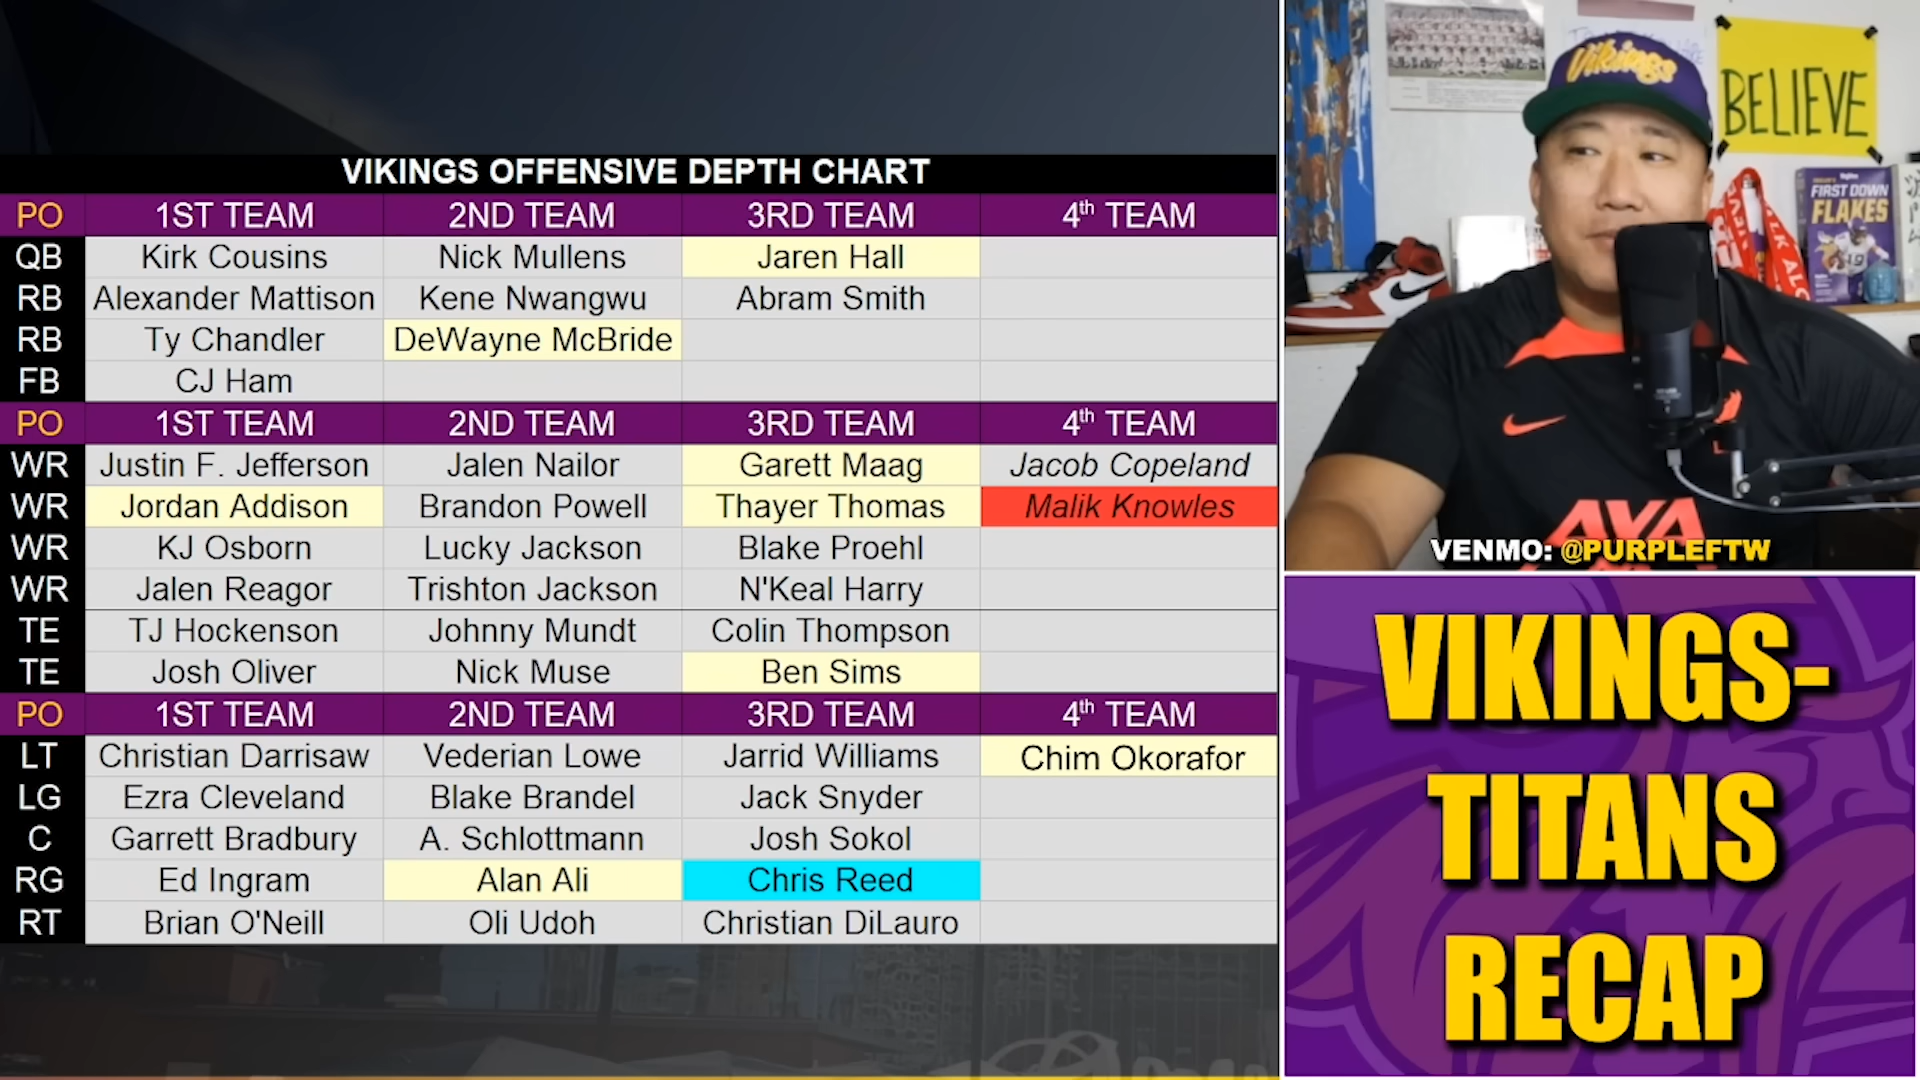 VIKINGS OFFENSIVE DEPTH CHART
PO 1ST TEAM 2ND TEAM 3RD TEAM 4th TEAM
QB Kirk Cousins Nick Mullens Jaren Hall
RB Alexander Mattison Kene Nwangwu Abram Smith
RB Ty Chandler DeWayne McBride
FB CJ Ham
PO 1ST TEAM 2ND TEAM 3RD TEAM 4th TEAM
WR Justin F. Jefferson Jalen Nailor Garett Maag Jacob Copeland
WR Jordan Addison Brandon Powell Thayer Thomas Malik Knowles
WR KJ Osborn Lucky Jackson Blake Proehl
WR Jalen Reagor Trishton Jackson N'Keal Harry
TE TJ Hockenson Johnny Mundt Colin Thompson
TE Josh Oliver Nick Muse Ben Sims
PO 1ST TEAM 2ND TEAM 3RD TEAM 4th TEAM
LT Christian Darrisaw Vederian Lowe Jarrid Williams Chim Okorafor
LG Ezra Cleveland Blake Brandel Jack Snyder
C Garrett Bradbury A. Schlottmann Josh Sokol
RG Ed Ingram Alan Ali Chris Reed
RT Brian O'Neill Oli Udoh Christian DiLauro
Vikings
BELIEVE
FIRST DOWN
FLAKES
AVA
VENMO: @PURPLEFTW
VIKINGS-
TITANS
RECAP